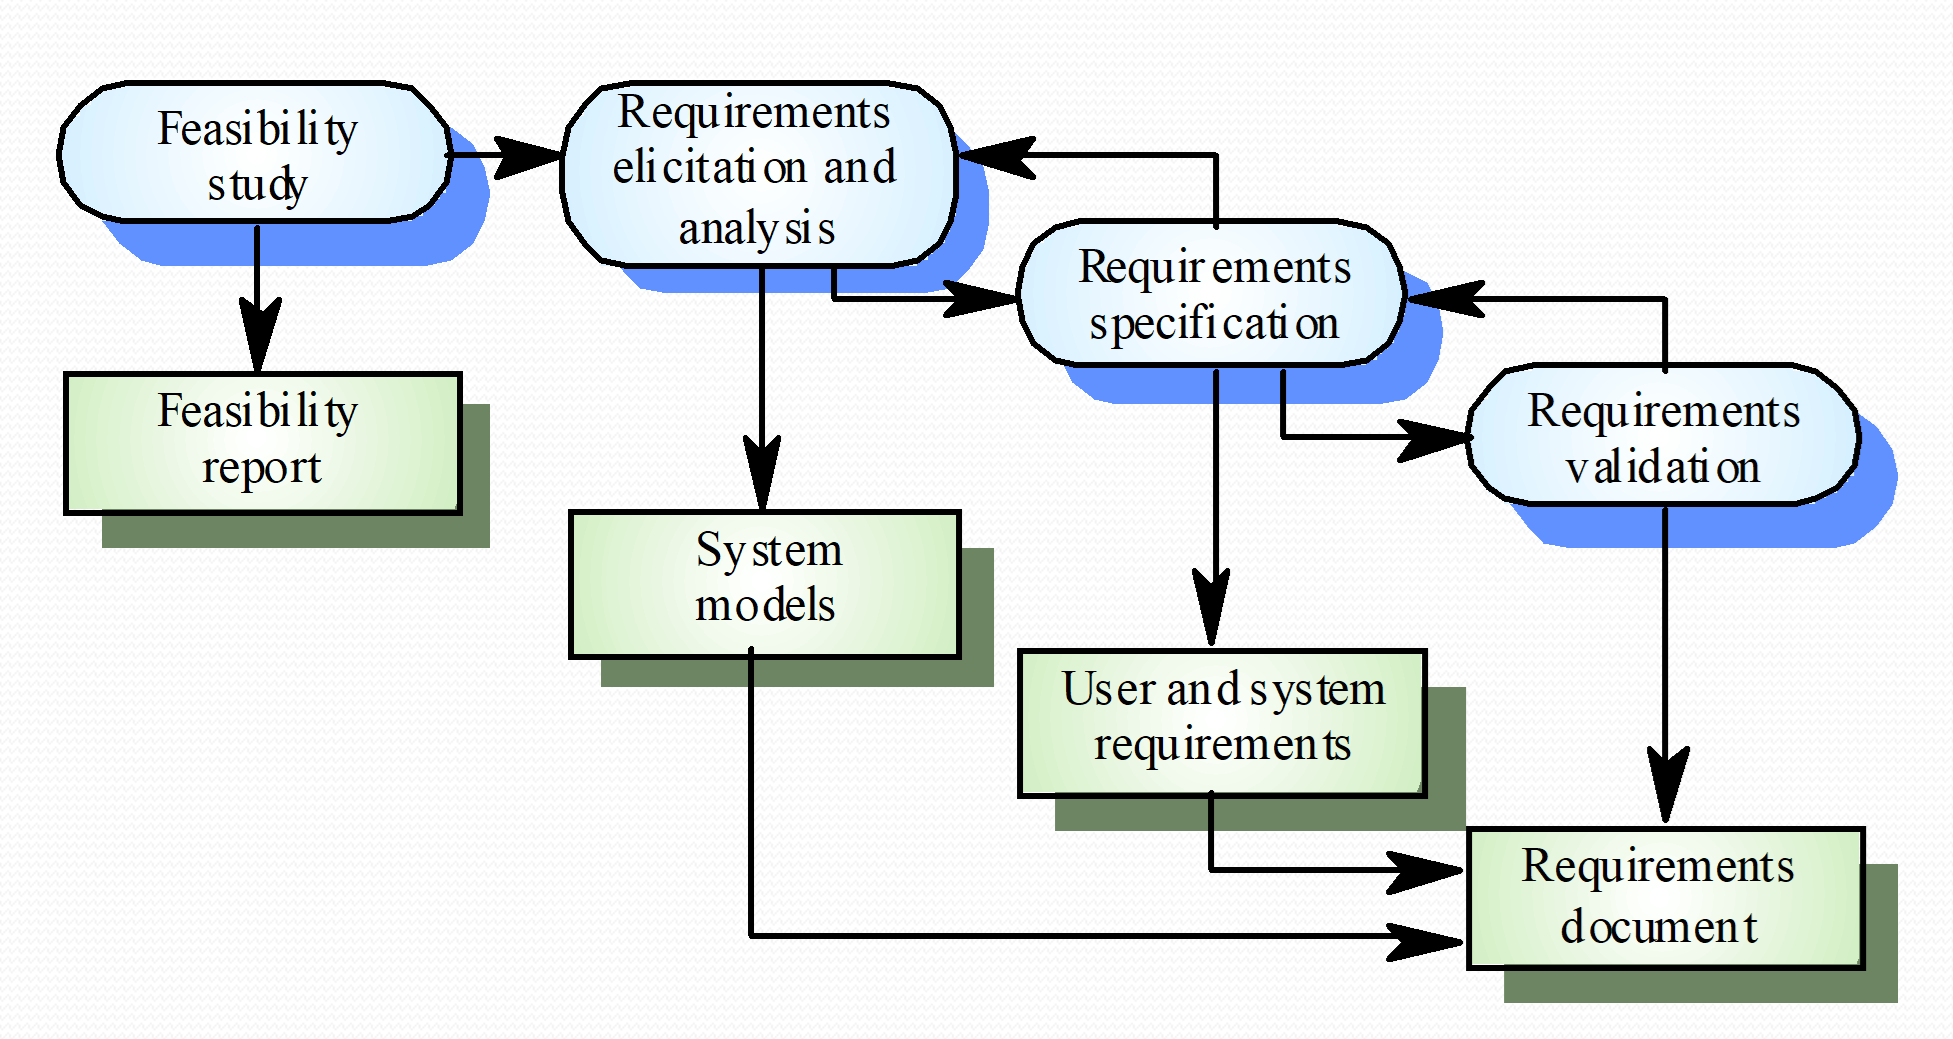 Feasibility
study
Requirements
elicitation and
analysis
Requirements
specification
Requirements
validation
Feasibility
report
System
models
User and system
requirements
Requirements
document